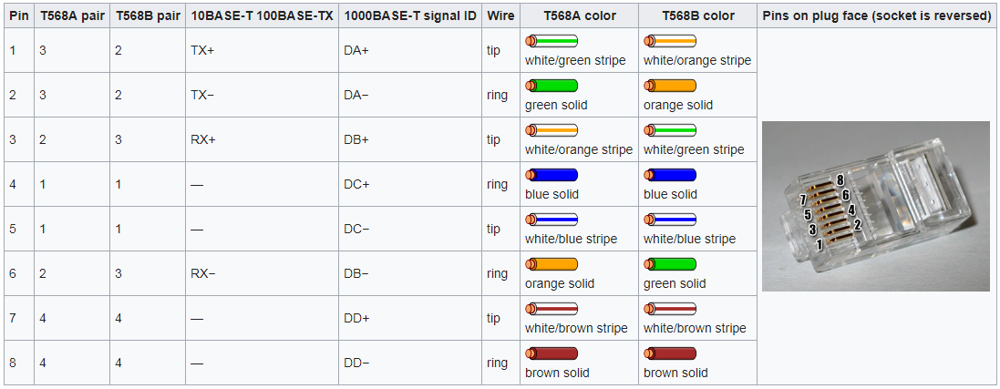 Pin T568A pair T568B pair 10BASE-T 100BASE-TX 1000BASE-T signal ID Wire T568A color T568B color Pins on plug face (socket is reversed)
1 3 2 TX+ DA+ tip white/green stripe white/orange stripe
2 3 2 TX− DA− ring green solid orange solid
3 2 3 RX+ DB+ tip white/orange stripe white/green stripe
4 1 1 — DC+ ring blue solid blue solid
5 1 1 — DC− tip white/blue stripe white/blue stripe
6 2 3 RX− DB− ring orange solid green solid
7 4 4 — DD+ tip white/brown stripe white/brown stripe
8 4 4 — DD− ring brown solid brown solid
8
7 6
5 4
3 2
1